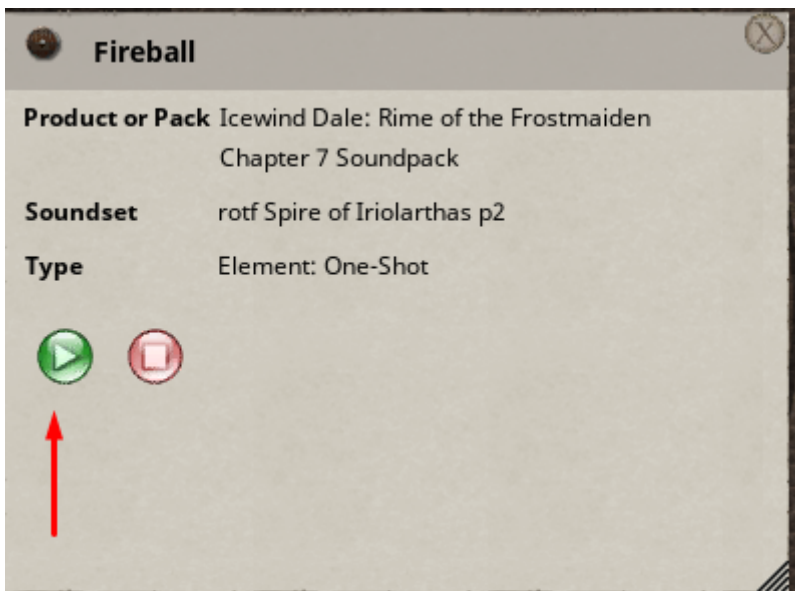 Fireball
Product or Pack Icewind Dale: Rime of the Frostmaiden
Chapter 7 Soundpack
Soundset rotf Spire of Iriolarthas p2
Type Element: One-Shot